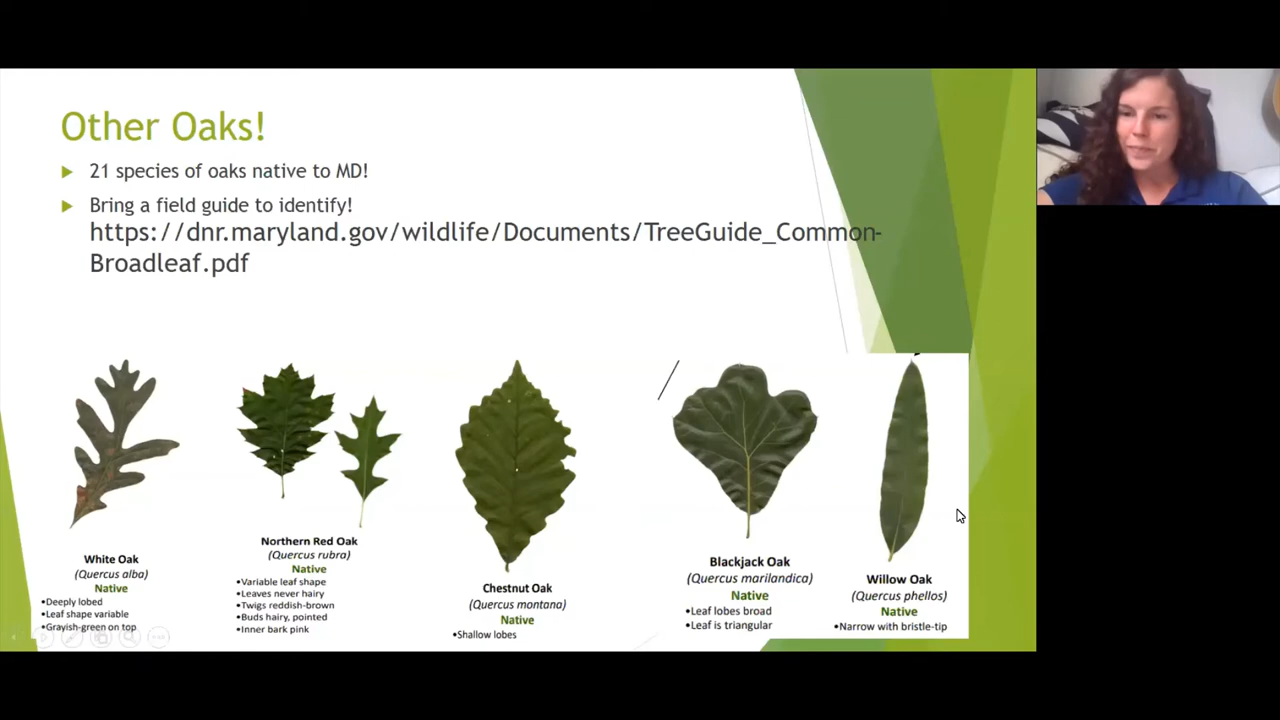 Other Oaks!
21 species of oaks native to MD!
Bring a field guide to identify!
https://dnr.maryland.gov/wildlife/Documents/TreeGuide_Common-
Broadleaf.pdf
White Oak
(Quercus alba)
Native
•Deeply lobed
•Leaf shape variable
•Grayish-green on top
Northern Red Oak
(Quercus rubra)
Native
•Variable leaf shape
•Leaves never hairy
•Twigs reddish-brown
•Buds hairy, pointed
•Inner bark pink
Chestnut Oak
(Quercus montana)
Native
•Shallow lobes
Blackjack Oak
(Quercus marilandica)
Native
•Leaf lobes broad
•Leaf is triangular
Willow Oak
(Quercus phellos)
Native
•Narrow with bristle-tip